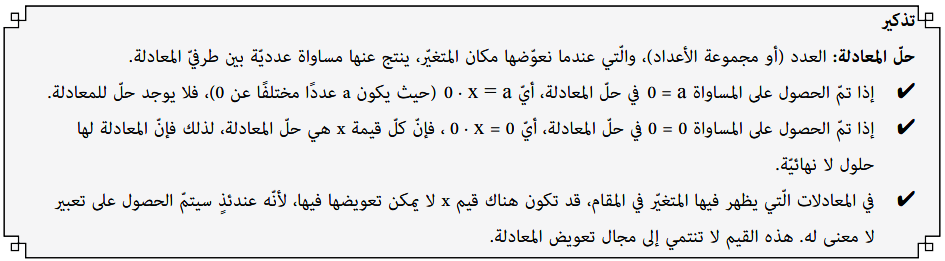 تذكير
حلّ المعادلة: العدد (أو مجموعة الأعداد)، والّتي عندما نعوّضها مكان المتغيّر، ينتج عنها مساواة عدديّة بين طرفيّ المعادلة.
✔ إذا تمّ الحصول على المساواة 0 = a في حلّ المعادلة، أيّ 0 · x = a (حيث يكون a عددًا مختلفًا عن 0)، فلا يوجد حلّ للمعادلة.
✔ إذا تمّ الحصول على المساواة 0 = 0 في حلّ المعادلة، أيّ 0 · x = 0 ، فإنّ كلّ قيمة x هي حلّ المعادلة، لذلك فإنّ المعادلة لها
حلول لا نهائيّة.
✔ في المعادلات الّتي يظهر فيها المتغيّر في المقام، قد تكون هناك قيم x لا يمكن تعويضها فيها، لأنّه عندئذٍ سيتمّ الحصول على تعبير
لا معنى له. هذه القيم لا تنتمي إلى مجال تعويض المعادلة.